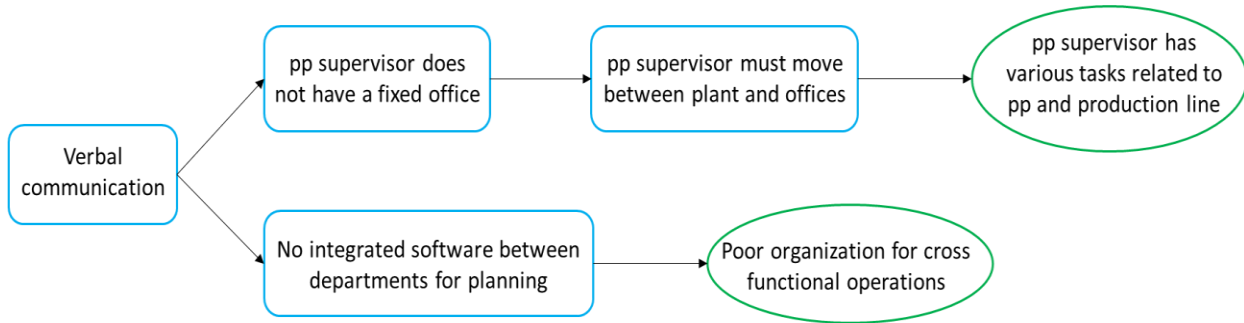 Verbal
communication
pp supervisor does
not have a fixed office
pp supervisor must move
between plant and offices
pp supervisor has
various tasks related to
pp and production line
No integrated software between
departments for planning
Poor organization for cross
functional operations